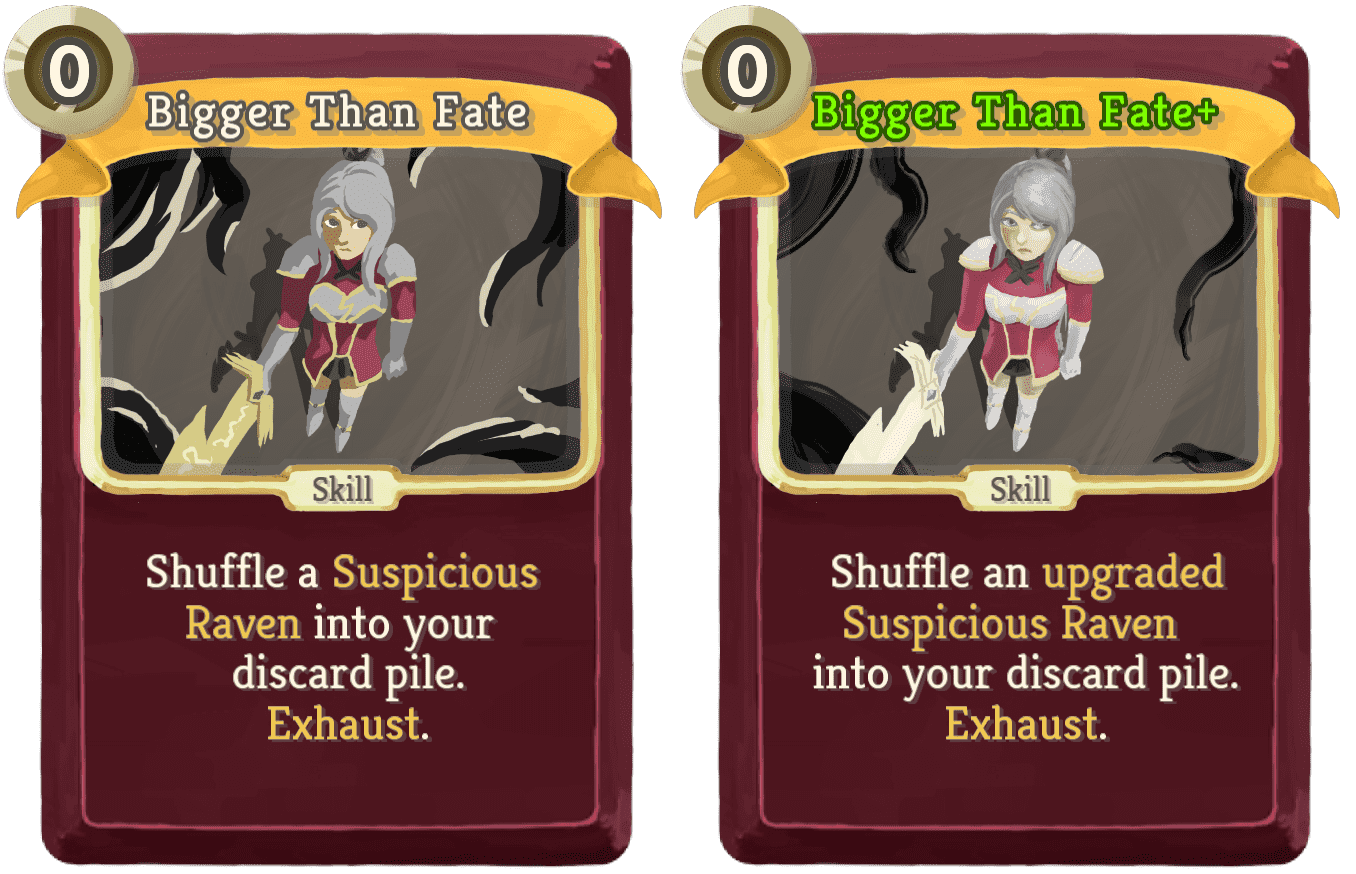 0
Bigger Than Fate
Skill
Shuffle a Suspicious
Raven into your
discard pile.
Exhaust.
0
Bigger Than Fate+
Skill
Shuffle an upgraded
Suspicious Raven
into your discard pile.
Exhaust.